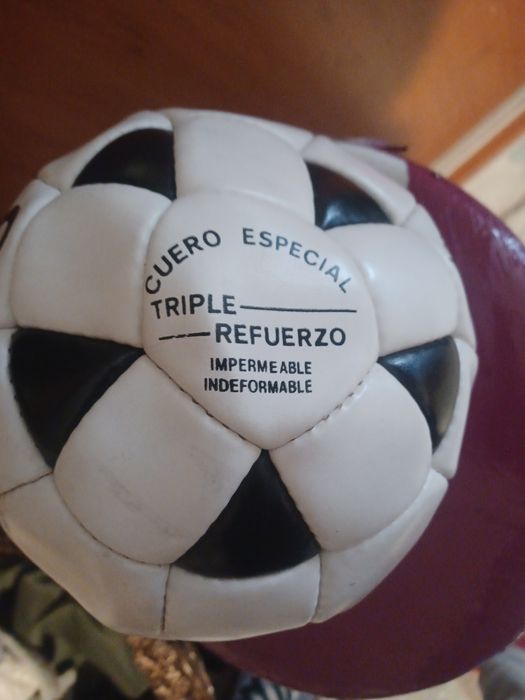 CUERO ESPECIAL
TRIPLE
REFUERZO
IMPERMEABLE
INDEFORMABLE